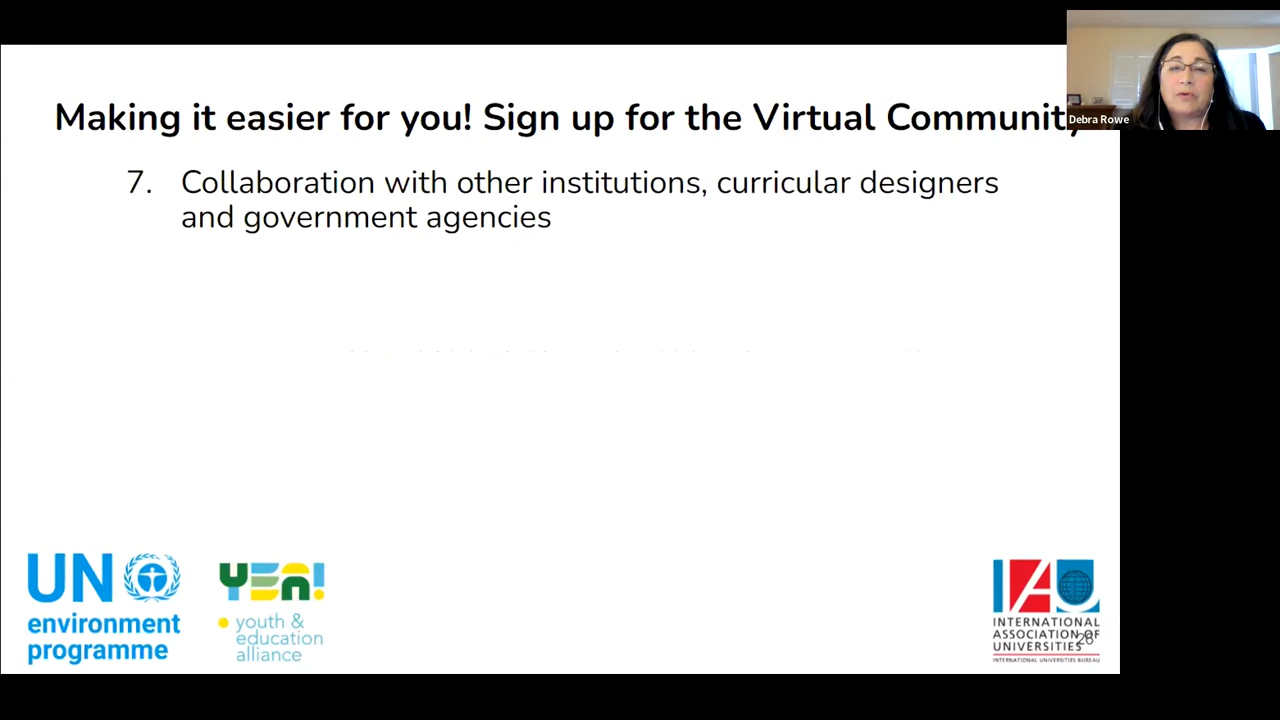 Making it easier for you! Sign up for the Virtual Community
Debra Rowe
7. Collaboration with other institutions, curricular designers
and government agencies
UN
environment
programme
YEA!
youth &
education
alliance
IAU
INTERNATIONAL
ASSOCIATION OF
UNIVERSITIES
INTERNATIONAL UNIVERSITIES BUREAU
26